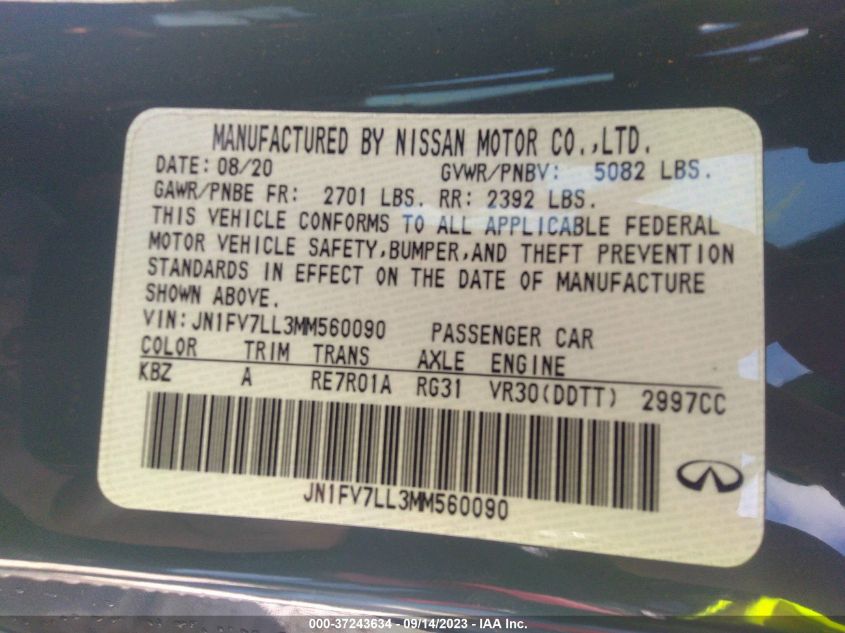 MANUFACTURED BY NISSAN MOTOR CO.,LTD.
DATE: 08/20 GVWR/PNBV: 5082 LBS.
GAWR/PNBE FR: 2701 LBS. RR: 2392 LBS.
THIS VEHICLE CONFORMS TO ALL APPLICABLE FEDERAL
MOTOR VEHICLE SAFETY,BUMPER,AND THEFT PREVENTION
STANDARDS IN EFFECT ON THE DATE OF MANUFACTURE
SHOWN ABOVE.
VIN: JN1FV7LL3MM560090 PASSENGER CAR
COLOR TRIM TRANS AXLE ENGINE
KBZ A RE7R01A RG31 VR30(DDTT) 2997CC
JN1FV7LL3MM560090
000-37243634 - 09/14/2023 - IAA Inc.